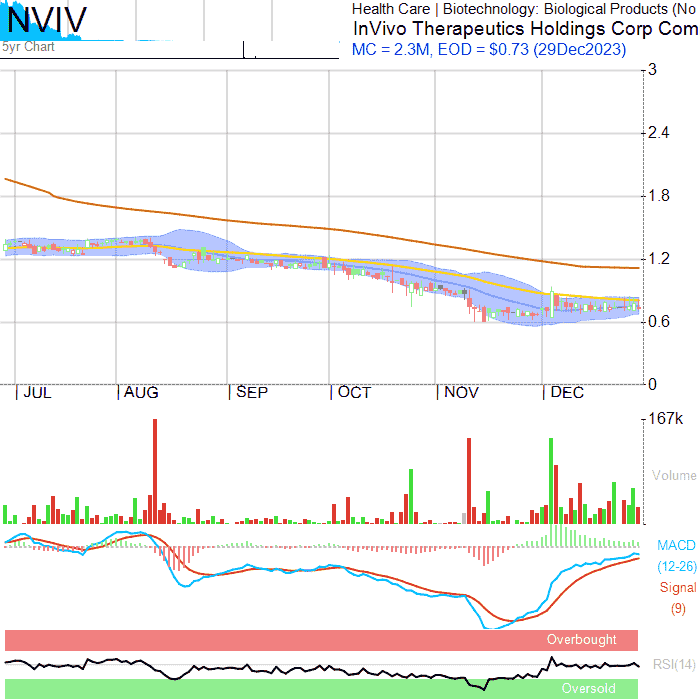 NVIV
5yr Chart
Health Care | Biotechnology: Biological Products (No
InVivo Therapeutics Holdings Corp Com
MC = 2.3M, EOD = $0.73 (29Dec2023)
3
2.4
1.8
1.2
0.6
0
JUL AUG SEP OCT NOV DEC
167k
Volume
MACD
(12-26)
Signal
(9)
Overbought
RSI(14)
Oversold